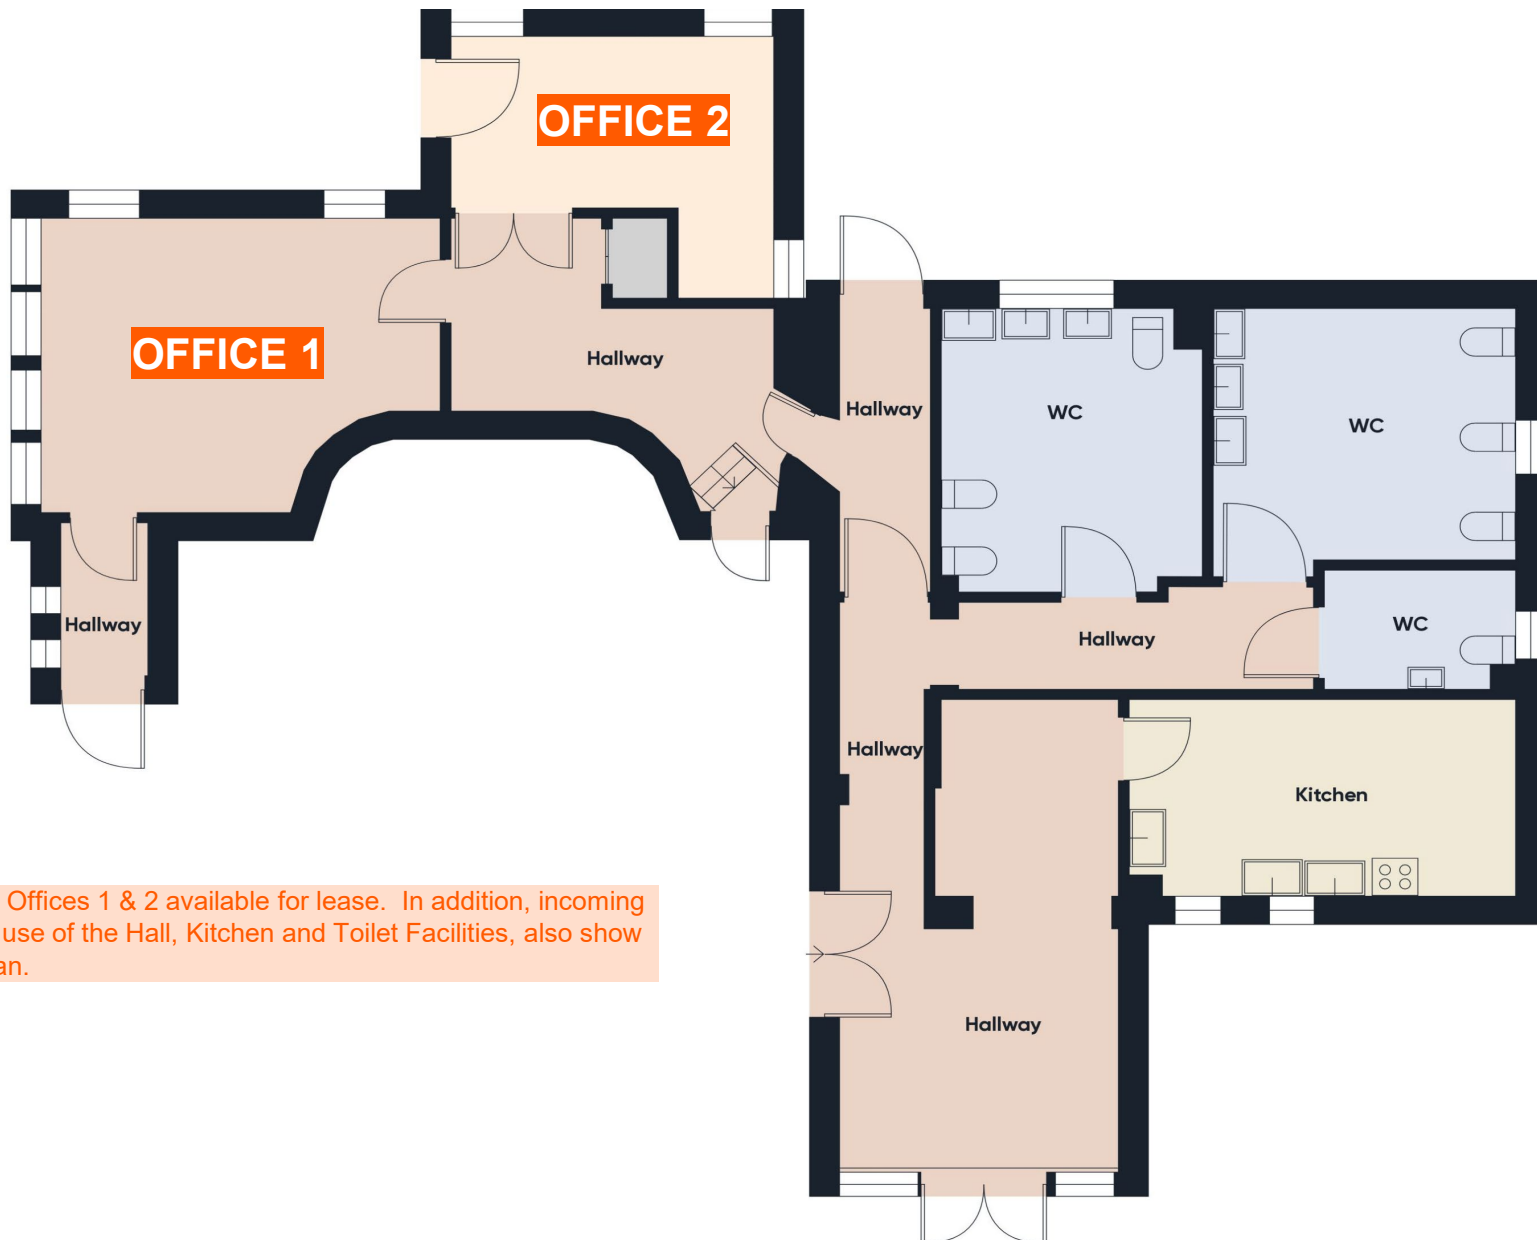 OFFICE 2
OFFICE 1
Hallway
Hallway
WC
WC
Hallway
Hallway
WC
Hallway
Kitchen
Offices 1 & 2 available for lease.  In addition, incoming
use of the Hall, Kitchen and Toilet Facilities, also show
an.
Hallway